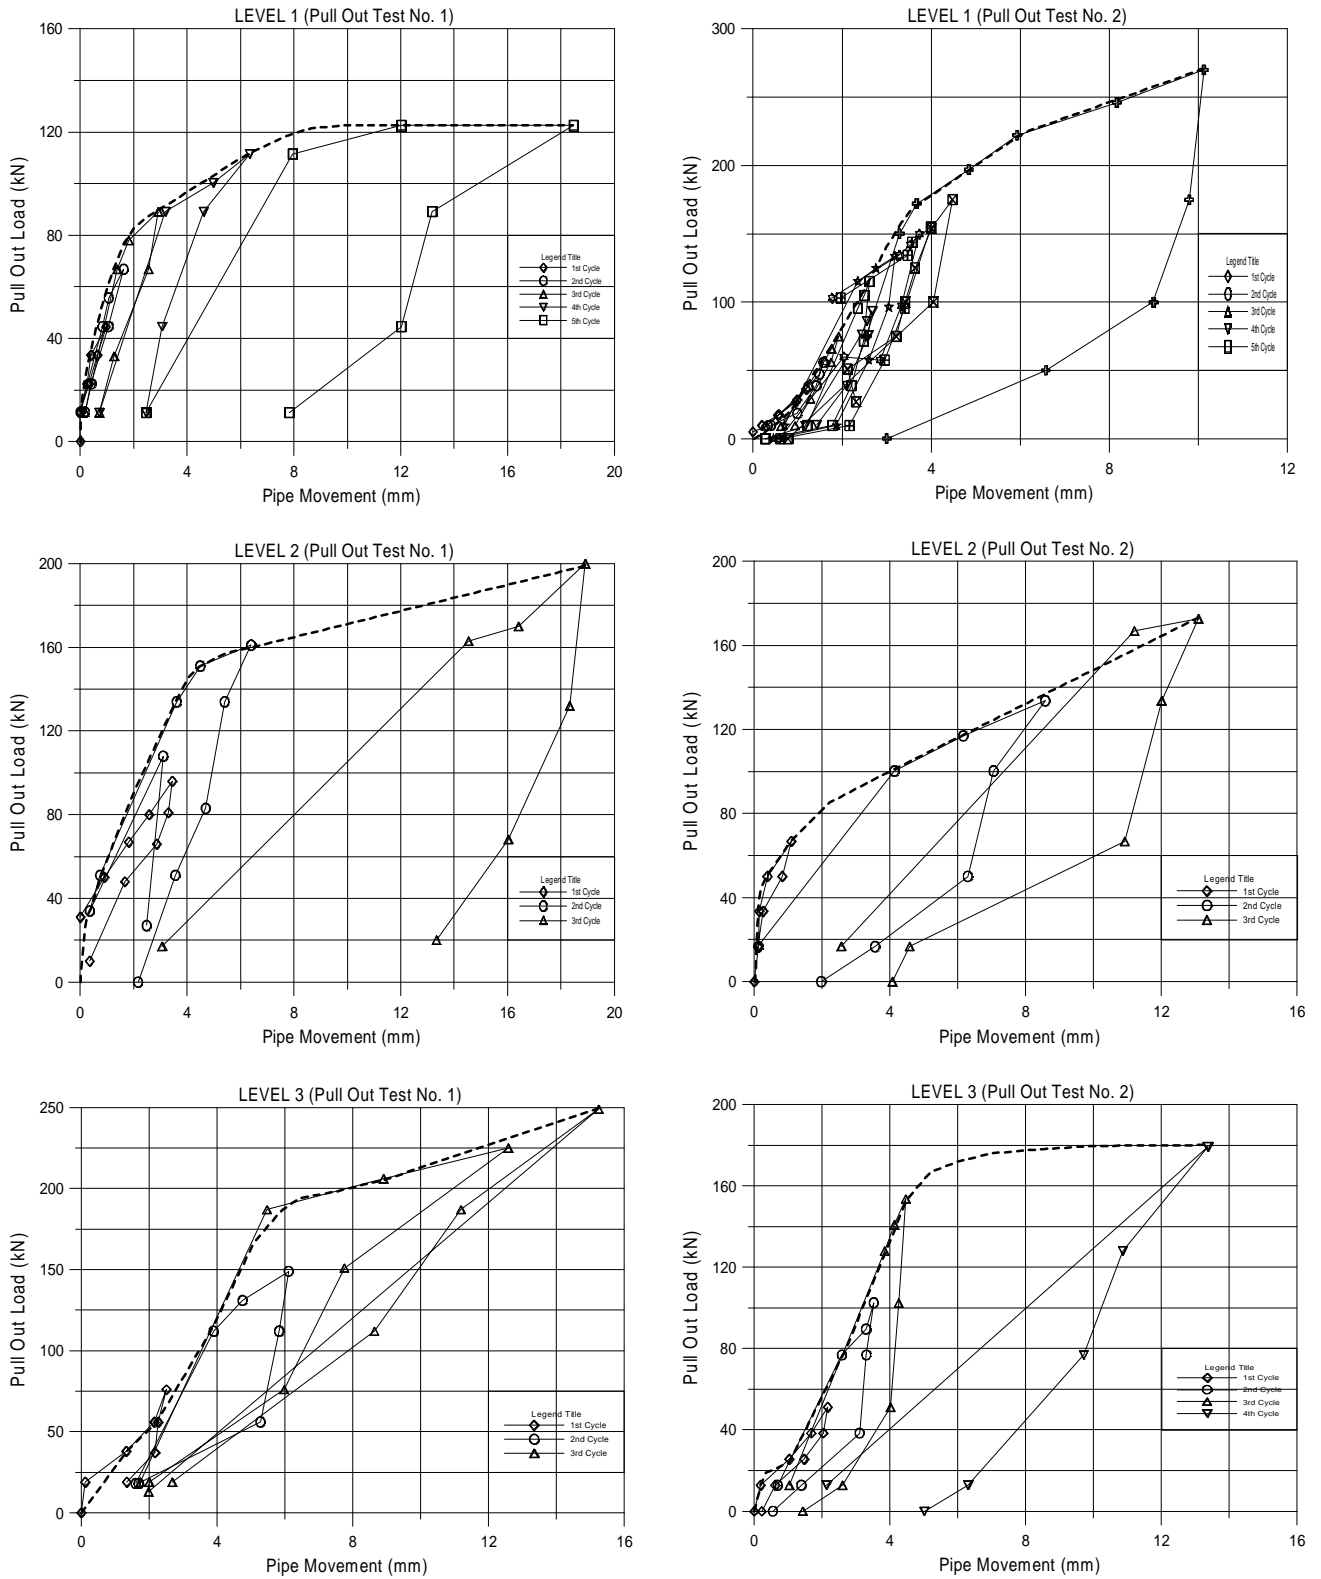 LEVEL 1 (Pull Out Test No. 1)
160
120
80
40
0
Pull Out Load (kN)
Legend Title
1st Cycle
2nd Cycle
3rd Cycle
4th Cycle
5th Cycle
0 4 8 12 16 20
Pipe Movement (mm)
LEVEL 1 (Pull Out Test No. 2)
300
200
100
0
Pull Out Load (kN)
Legend Title
1st Cycle
2nd Cycle
3rd Cycle
4th Cycle
5th Cycle
0 4 8 12
Pipe Movement (mm)
LEVEL 2 (Pull Out Test No. 1)
200
160
120
80
40
0
Pull Out Load (kN)
Legend Title
1st Cycle
2nd Cycle
3rd Cycle
0 4 8 12 16 20
Pipe Movement (mm)
LEVEL 2 (Pull Out Test No. 2)
200
160
120
80
40
0
Pull Out Load (kN)
Legend Title
1st Cycle
2nd Cycle
3rd Cycle
0 4 8 12 16
Pipe Movement (mm)
LEVEL 3 (Pull Out Test No. 1)
250
200
150
100
50
0
Pull Out Load (kN)
Legend Title
1st Cycle
2nd Cycle
3rd Cycle
0 4 8 12 16
Pipe Movement (mm)
LEVEL 3 (Pull Out Test No. 2)
200
160
120
80
40
0
Pull Out Load (kN)
Legend Title
1st Cycle
2nd Cycle
3rd Cycle
4th Cycle
0 4 8 12 16
Pipe Movement (mm)